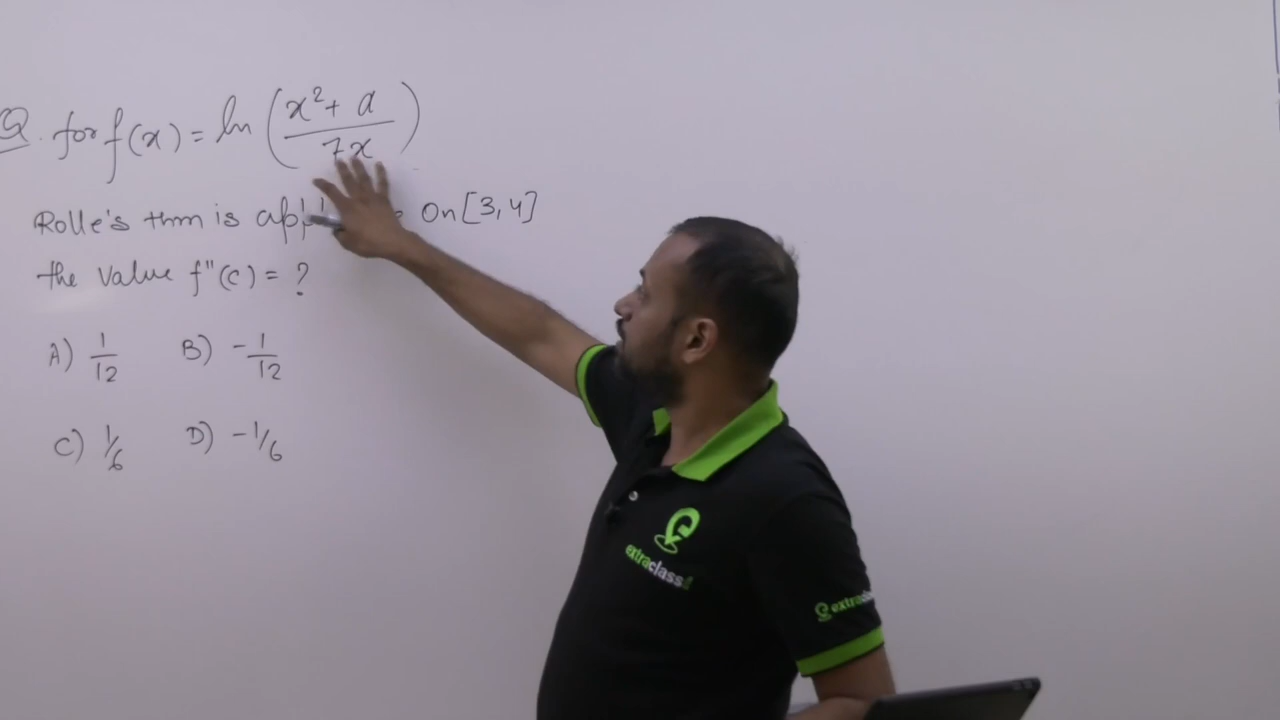 Q. for f(x) = ln ( (x² + a) / 7x )
Rolle's thm is on [3,4]
the value f''(c) = ?
A) 1/12 B) -1/12
C) 1/6 D) -1/6
extraclass